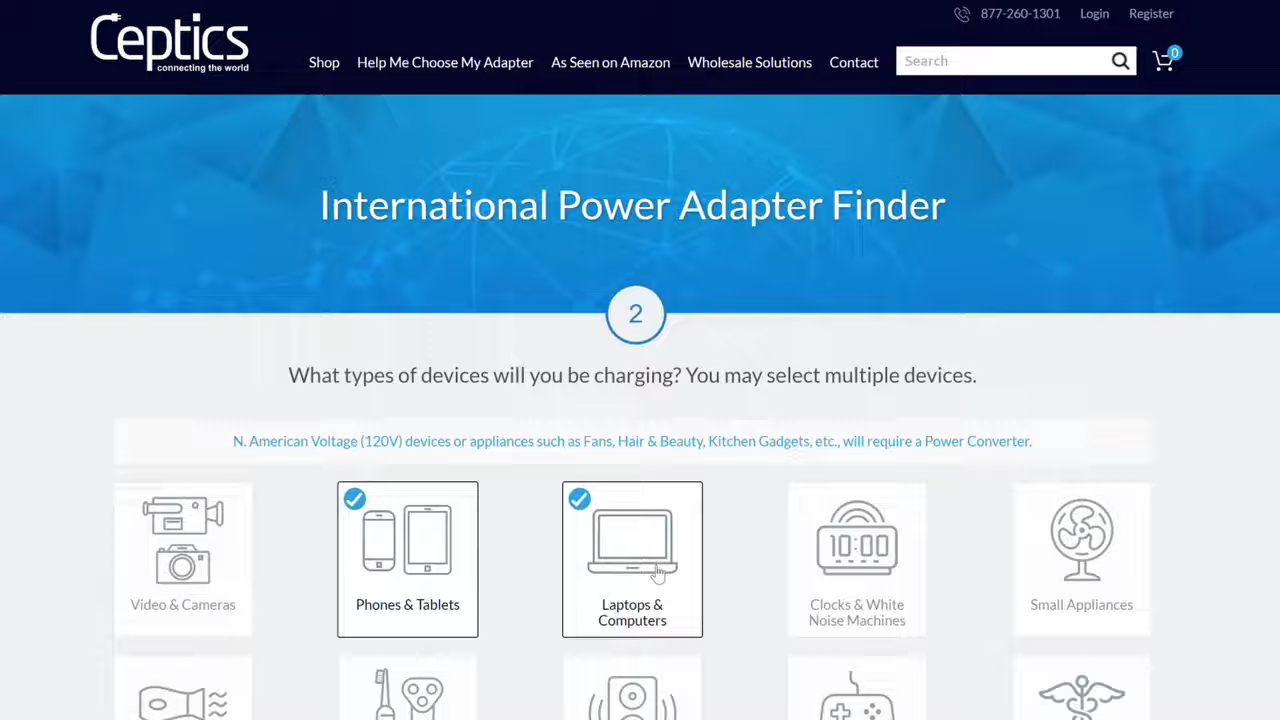 877-260-1301 Login Register
Ceptics
connecting the world
Shop Help Me Choose My Adapter As Seen on Amazon Wholesale Solutions Contact Search 0
International Power Adapter Finder
2
What types of devices will you be charging? You may select multiple devices.
N. American Voltage (120V) devices or appliances such as Fans, Hair & Beauty, Kitchen Gadgets, etc., will require a Power Converter.
10:00
Video & Cameras Phones & Tablets Laptops & Clocks & White Small Appliances
Computers Noise Machines